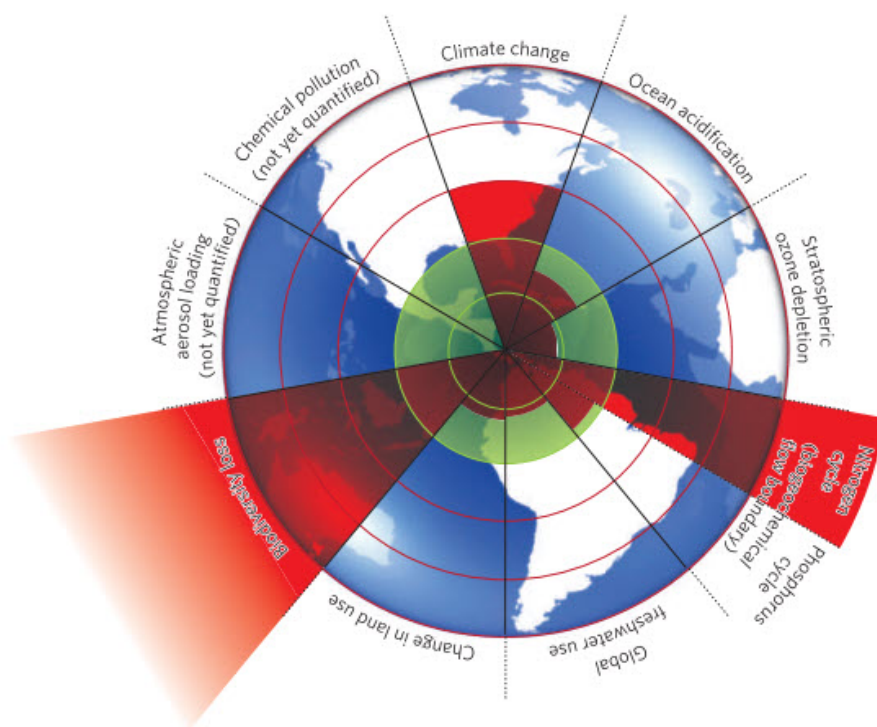 Climate change
Ocean acidification
Stratospheric
ozone depletion
Nitrogen
cycle
(biogeochemical
flow boundary)
Phosphorus
cycle
Global
freshwater use
Change in land use
Biodiversity loss
Atmospheric
aerosol loading
(not yet quantified)
Chemical pollution
(not yet quantified)